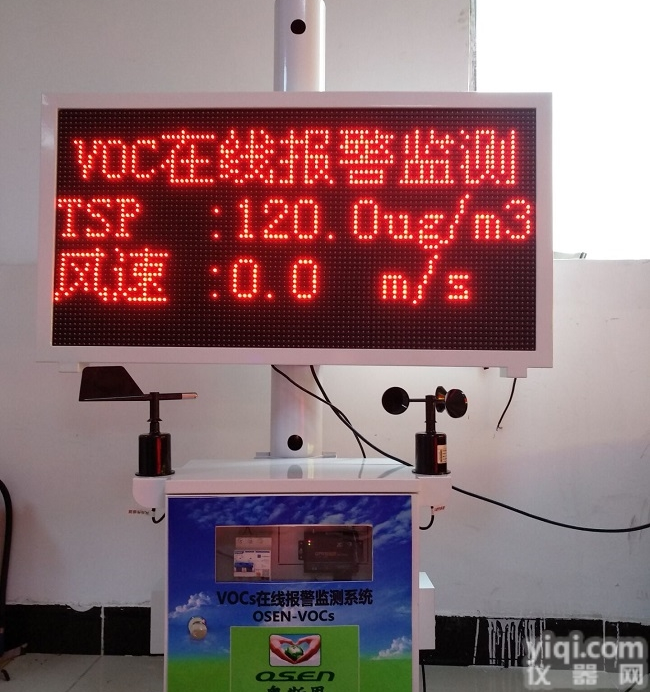 VOC在线报警监测
TSP :120.0ug/m3
风速 :0.0 m/s
VOCs在线报警监测系统
OSEN-VOCs
OSEN
yiqi.com
仪器网